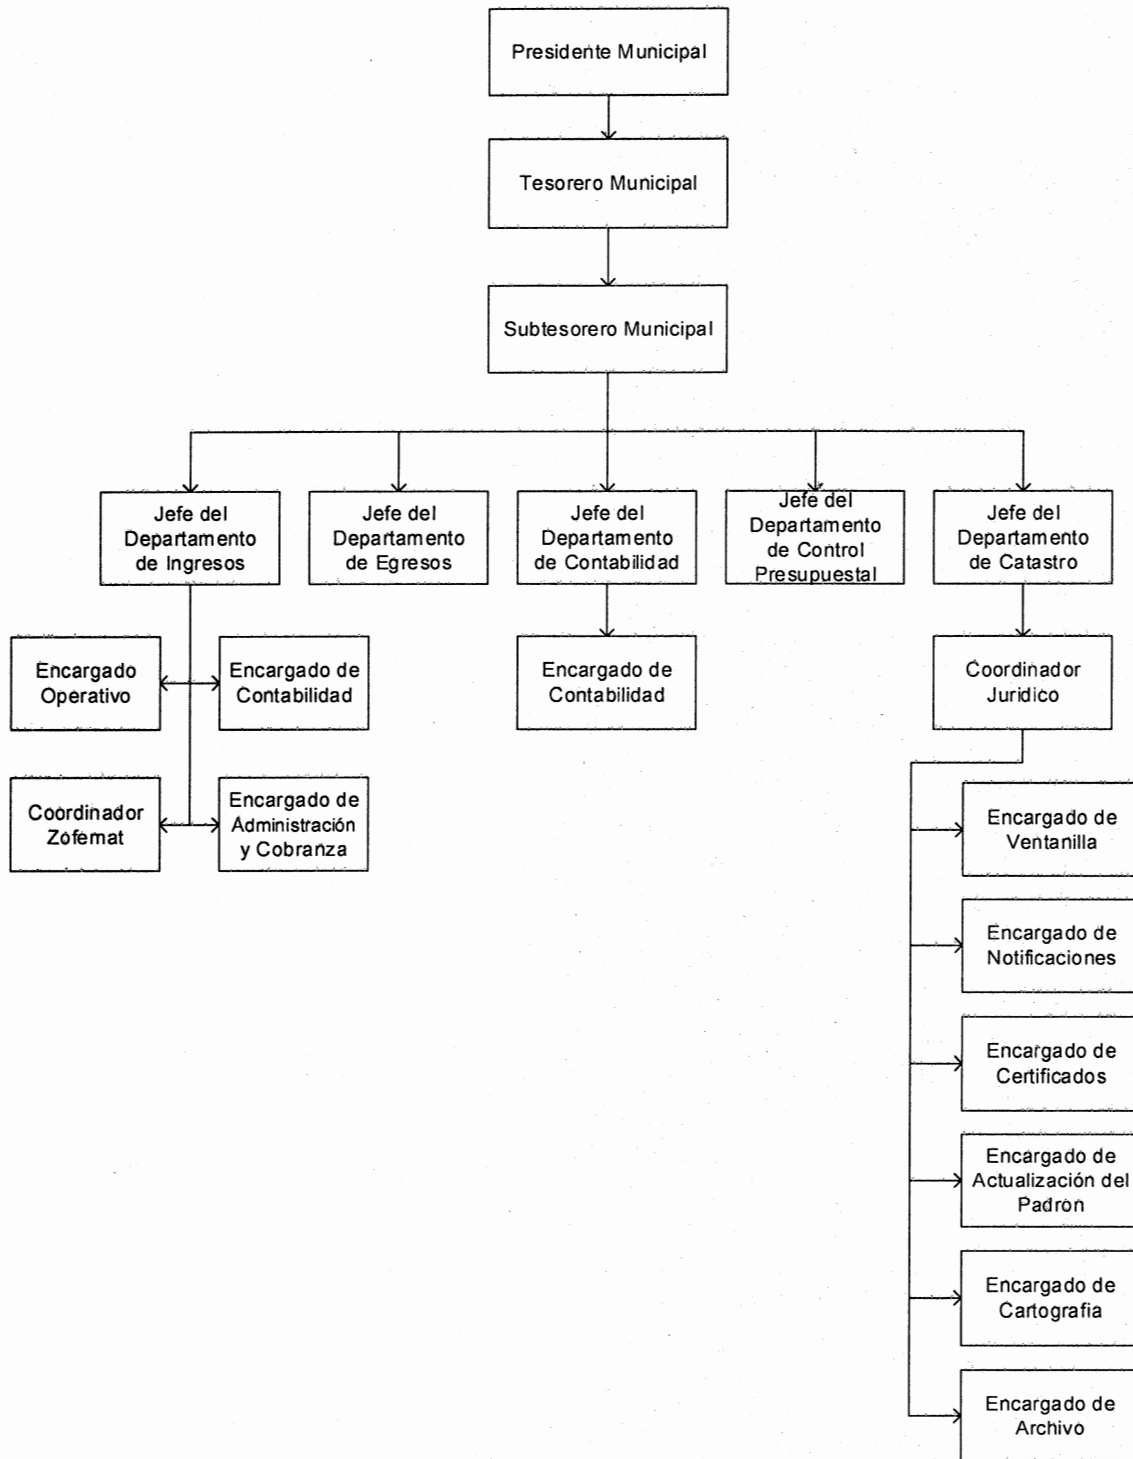 Presidente Municipal
Tesorero Municipal
Subtesorero Municipal
Jefe del
Departamento
de Ingresos
Jefe del
Departamento
de Egresos
Jefe del
Departamento
de Contabilidad
Jefe del
Departamento
de Control
Presupuestal
Jefe del
Departamento
de Catastro
Encargado
Operativo
Encargado de
Contabilidad
Encargado de
Contabilidad
Coordinador
Juridico
Coordinador
Zofemat
Encargado de
Administración
y Cobranza
Encargado de
Ventanilla
Encargado de
Notificaciones
Encargado de
Certificados
Encargado de
Actualización del
Padron
Encargado de
Cartografia
Encargado de
Archivo